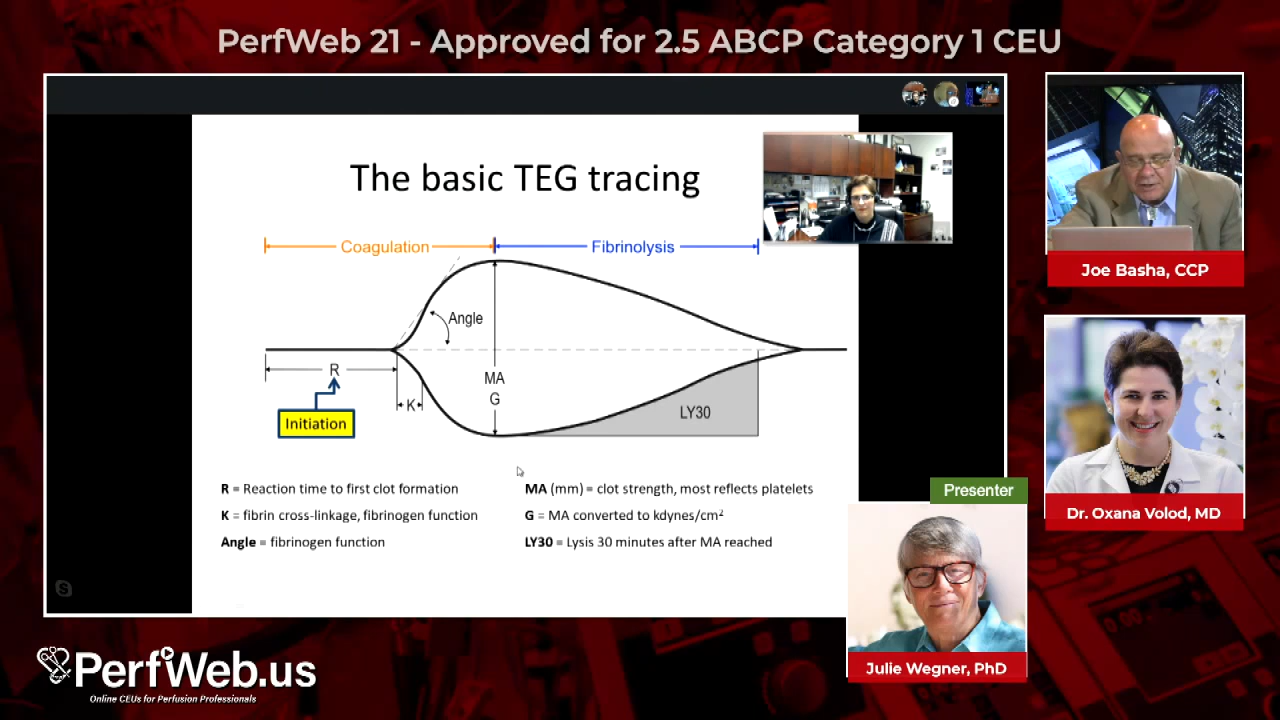 PerfWeb 21 - Approved for 2.5 ABCP Category 1 CEU
The basic TEG tracing
Coagulation
Fibrinolysis
Angle
R
MA
G
K
LY30
Initiation
R = Reaction time to first clot formation
K = fibrin cross-linkage, fibrinogen function
Angle = fibrinogen function
MA (mm) = clot strength, most reflects platelets
G = MA converted to kdynes/cm²
LY30 = Lysis 30 minutes after MA reached
Joe Basha, CCP
Dr. Oxana Volod, MD
Presenter
Julie Wegner, PhD
PerfWeb.us
Online CEUs for Perfusion Professionals